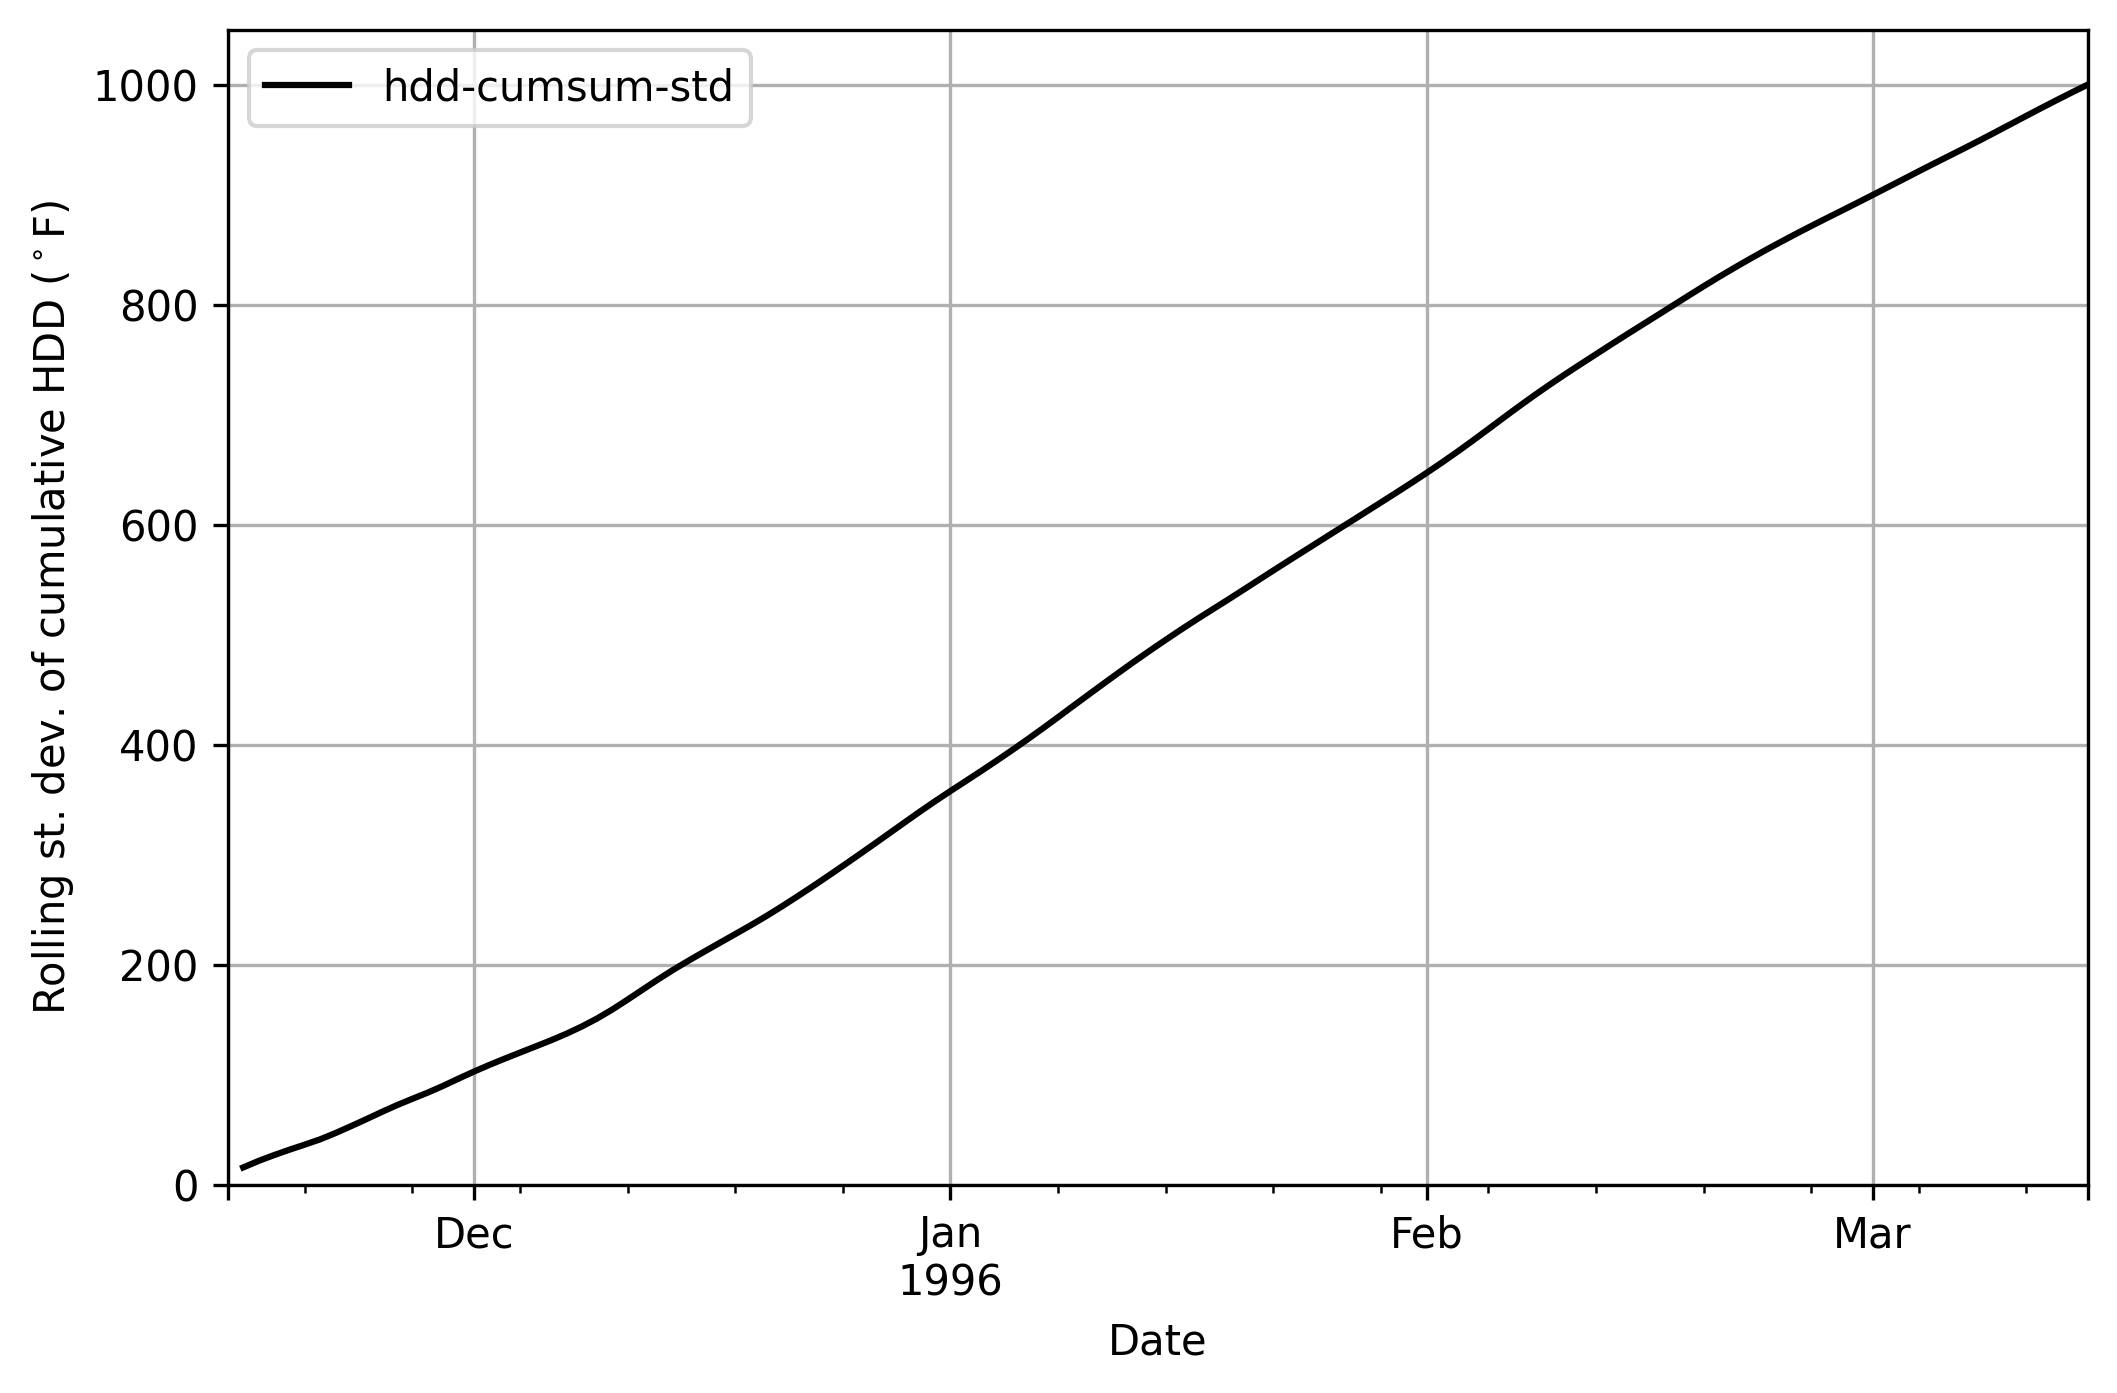 hdd-cumsum-std
1000
800
600
400
200
0
Rolling st. dev. of cumulative HDD (°F)
Dec
Jan
Feb
Mar
1996
Date